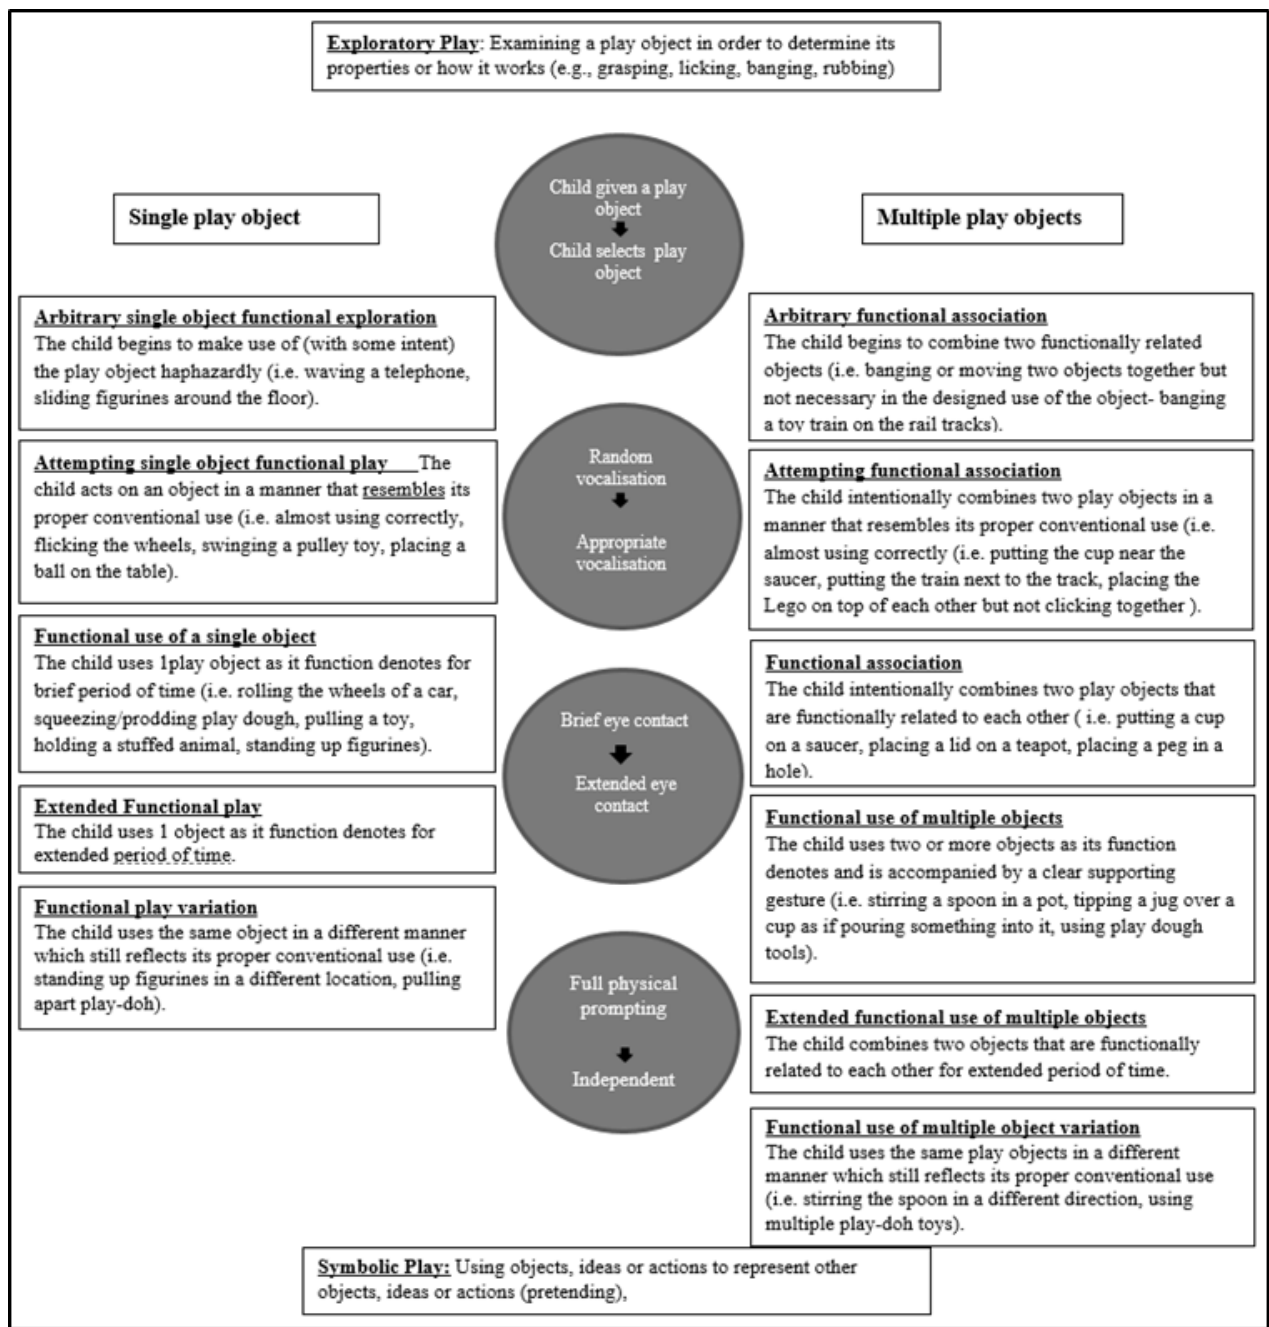 Exploratory Play: Examining a play object in order to determine its
properties or how it works (e.g., grasping, licking, banging, rubbing)
Single play object
Arbitrary single object functional exploration
The child begins to make use of (with some intent)
the play object haphazardly (i.e. waving a telephone,
sliding figurines around the floor).
Attempting single object functional play The
child acts on an object in a manner that resembles its
proper conventional use (i.e. almost using correctly,
flicking the wheels, swinging a pulley toy, placing a
ball on the table).
Functional use of a single object
The child uses 1play object as it function denotes for
brief period of time (i.e. rolling the wheels of a car,
squeezing/prodding play dough, pulling a toy,
holding a stuffed animal, standing up figurines).
Extended Functional play
The child uses 1 object as it function denotes for
extended period of time.
Functional play variation
The child uses the same object in a different manner
which still reflects its proper conventional use (i.e.
standing up figurines in a different location, pulling
apart play-doh).
Child given a play
object
Child selects play
object
Random
vocalisation
Appropriate
vocalisation
Brief eye contact
Extended eye
contact
Full physical
prompting
Independent
Multiple play objects
Arbitrary functional association
The child begins to combine two functionally related
objects (i.e. banging or moving two objects together but
not necessary in the designed use of the object- banging
a toy train on the rail tracks).
Attempting functional association
The child intentionally combines two play objects in a
manner that resembles its proper conventional use (i.e.
almost using correctly (i.e. putting the cup near the
saucer, putting the train next to the track, placing the
Lego on top of each other but not clicking together ).
Functional association
The child intentionally combines two play objects that
are functionally related to each other ( i.e. putting a cup
on a saucer, placing a lid on a teapot, placing a peg in a
hole).
Functional use of multiple objects
The child uses two or more objects as its function
denotes and is accompanied by a clear supporting
gesture (i.e. stirring a spoon in a pot, tipping a jug over a
cup as if pouring something into it, using play dough
tools).
Extended functional use of multiple objects
The child combines two objects that are functionally
related to each other for extended period of time.
Functional use of multiple object variation
The child uses the same play objects in a different
manner which still reflects its proper conventional use
(i.e. stirring the spoon in a different direction, using
multiple play-doh toys).
Symbolic Play: Using objects, ideas or actions to represent other
objects, ideas or actions (pretending),